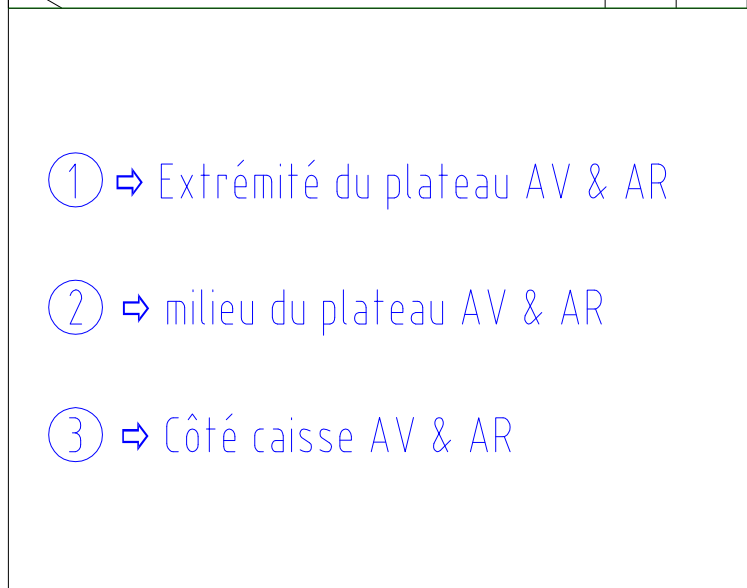 1 ⇨ Extrémité du plateau AV & AR
2 ⇨ milieu du plateau AV & AR
3 ⇨ Côté caisse AV & AR